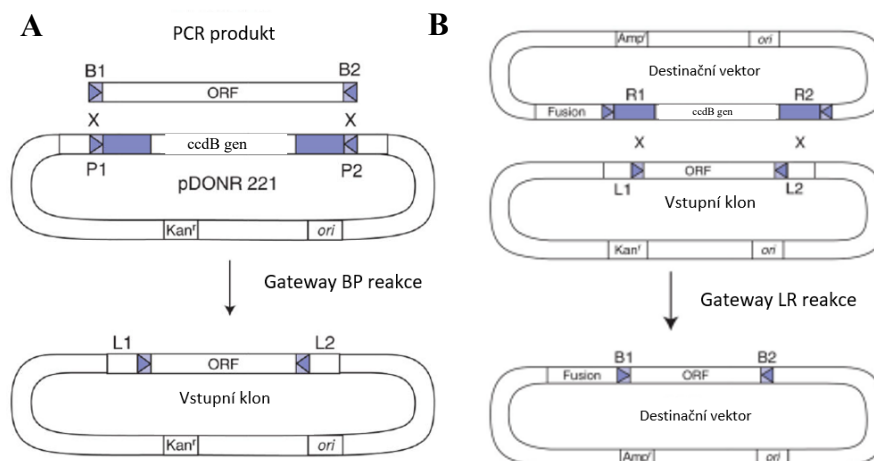 A
PCR produkt
B1 B2
ORF
X X
ccdB gen
P1 P2
pDONR 221
Kanʳ ori
Gateway BP reakce
L1 L2
ORF
Vstupní klon
Kanʳ ori
B
Ampʳ ori
Destinační vektor
R1 R2
Fusion ccdB gen
X X
ORF
L1 L2
Vstupní klon
Kanʳ ori
Gateway LR reakce
B1 B2
Fusion ORF
Destinační vektor
Ampʳ ori